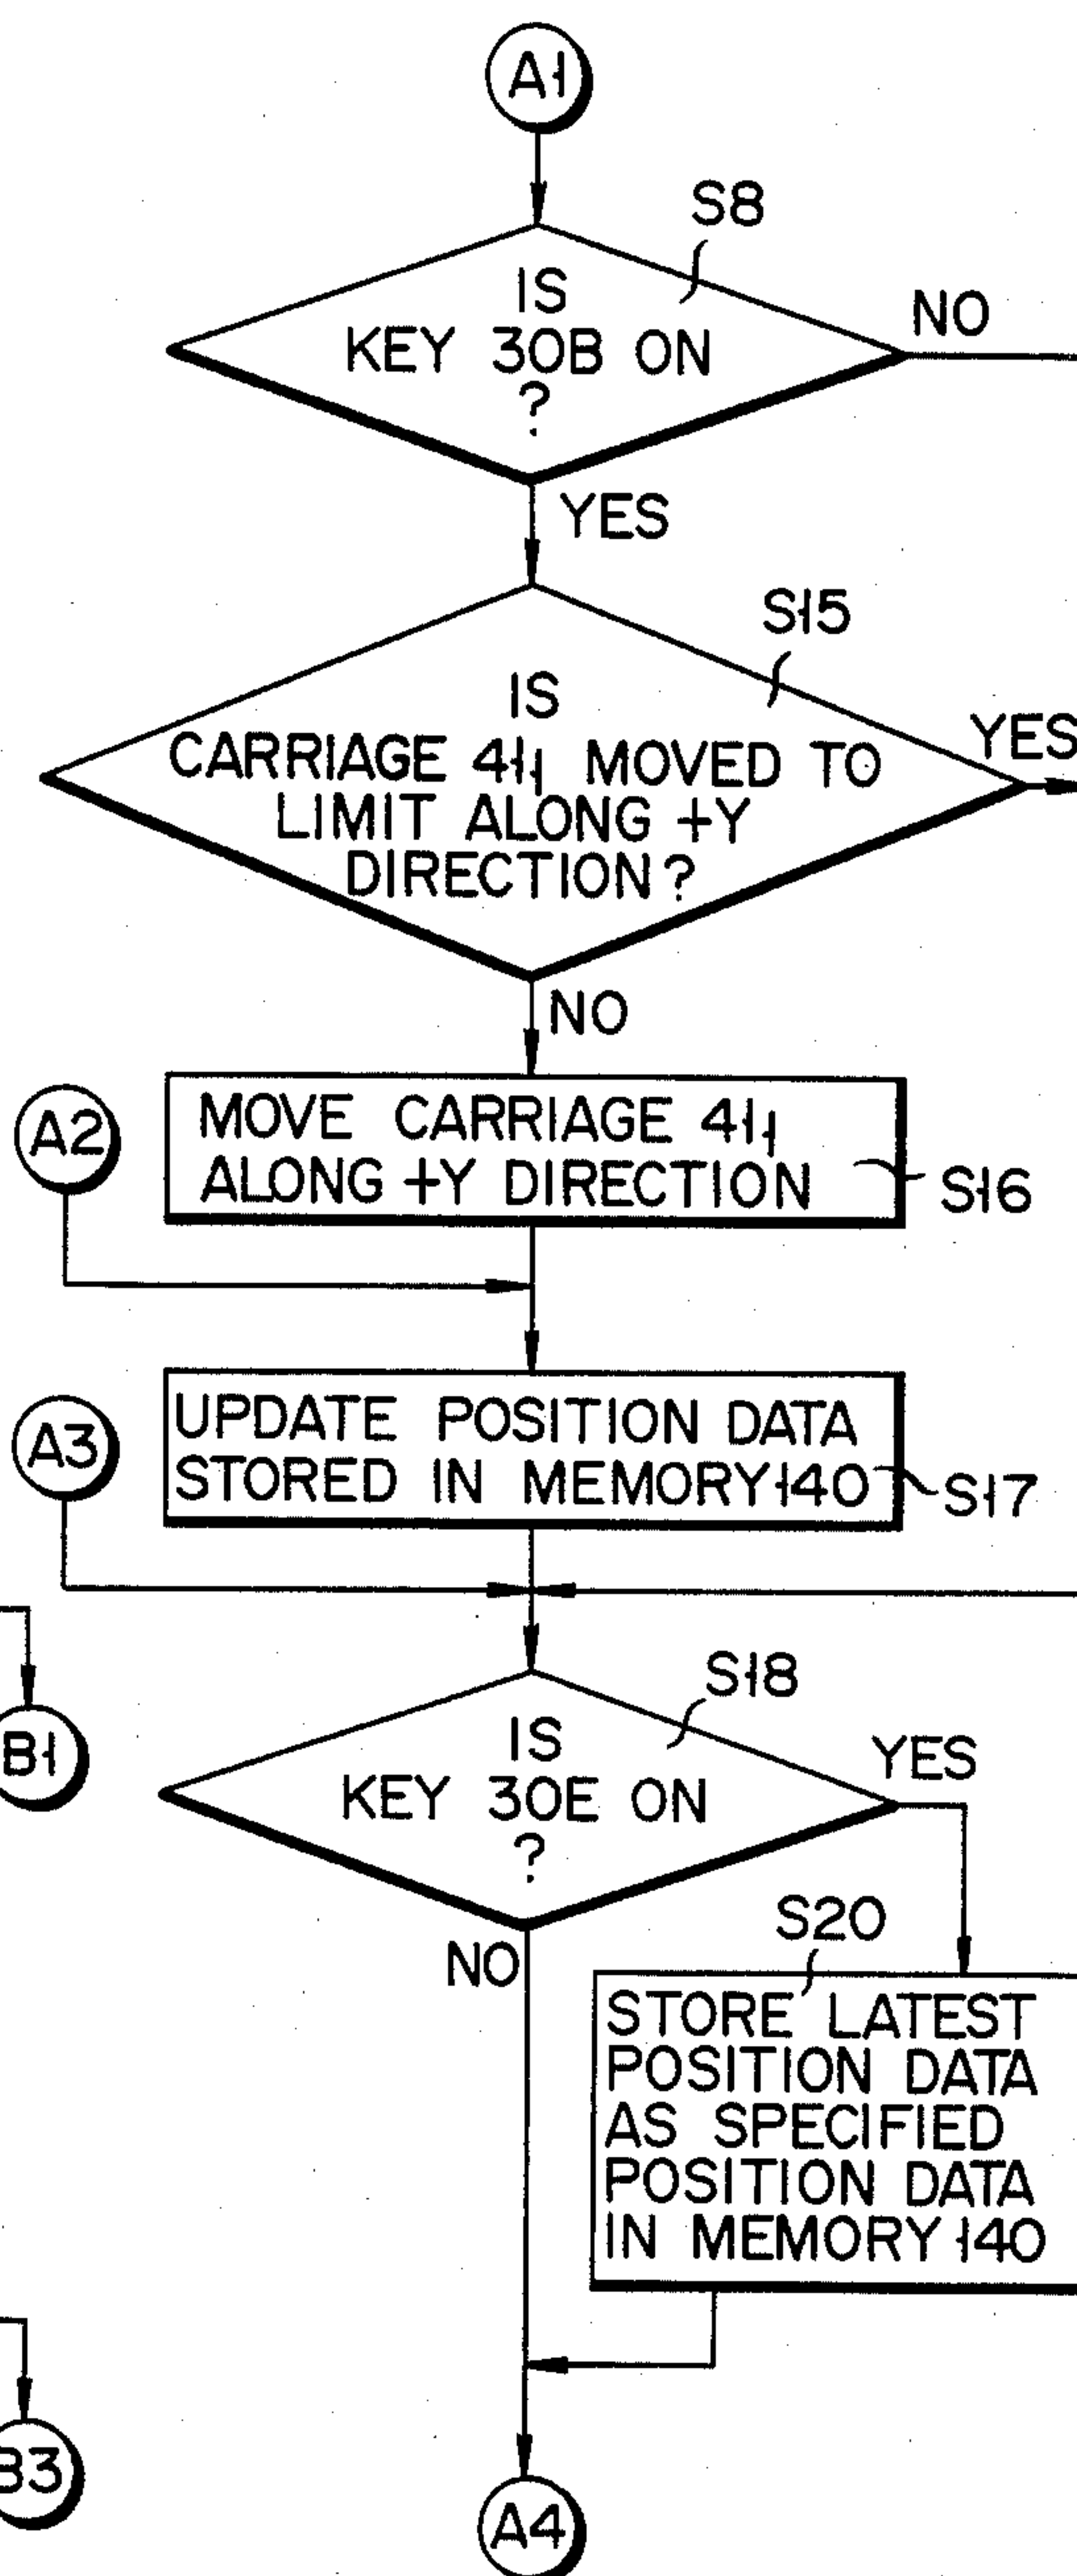 A1
S8
IS
KEY 30B ON
?
NO
YES
S15
IS
CARRIAGE 41₁ MOVED TO
LIMIT ALONG +Y
DIRECTION?
YES
NO
A2
MOVE CARRIAGE 41₁
ALONG +Y DIRECTION
S16
A3
UPDATE POSITION DATA
STORED IN MEMORY 140
S17
B1
S18
IS
KEY 30E ON
?
YES
NO
S20
STORE LATEST
POSITION DATA
AS SPECIFIED
POSITION DATA
IN MEMORY 140
B3
A4